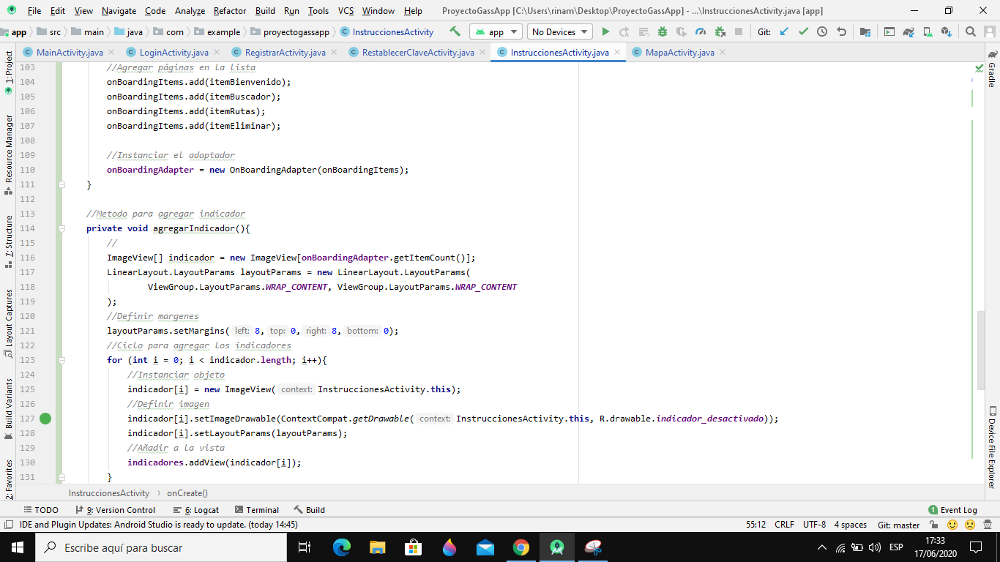 File Edit View Navigate Code Analyze Refactor Build Run Tools VCS Window Help ProyectoGassApp [C:\Users\rinam\Desktop\ProyectoGassApp] - ...\InstruccionesActivity.java [app]
app src main java com example proyectogassapp InstruccionesActivity app No Devices Git:
MainActivity.java LoginActivity.java RegistrarActivity.java RestablecerClaveActivity.java InstruccionesActivity.java MapaActivity.java
1: Project
Resource Manager
7: Structure
Layout Captures
Build Variants
2: Favorites
103 //Agregar páginas en la lista
104 onBoardingItems.add(itemBienvenido);
105 onBoardingItems.add(itemBuscador);
106 onBoardingItems.add(itemRutas);
107 onBoardingItems.add(itemEliminar);
108
109 //Instanciar el adaptador
110 onBoardingAdapter = new OnBoardingAdapter(onBoardingItems);
111 }
112
113 //Metodo para agregar indicador
114 private void agregarIndicador(){
115 //
116 ImageView[] indicador = new ImageView[onBoardingAdapter.getItemCount()];
117 LinearLayout.LayoutParams layoutParams = new LinearLayout.LayoutParams(
118 ViewGroup.LayoutParams.WRAP_CONTENT, ViewGroup.LayoutParams.WRAP_CONTENT
119 );
120 //Definir margenes
121 layoutParams.setMargins( left: 8, top: 0, right: 8, bottom: 0);
122 //Ciclo para agregar los indicadores
123 for (int i = 0; i < indicador.length; i++){
124 //Instanciar objeto
125 indicador[i] = new ImageView( context: InstruccionesActivity.this);
126 //Definir imagen
127 indicador[i].setImageDrawable(ContextCompat.getDrawable( context: InstruccionesActivity.this, R.drawable.indicador_desactivado));
128 indicador[i].setLayoutParams(layoutParams);
129 //Añadir a la vista
130 indicadores.addView(indicador[i]);
131 }
Gradle
Device File Explorer
InstruccionesActivity › onCreate()
TODO 9: Version Control 6: Logcat Terminal Build 1 Event Log
IDE and Plugin Updates: Android Studio is ready to update. (today 14:45) 55:12 CRLF UTF-8 4 spaces Git: master
Escribe aquí para buscar ESP 17:33
17/06/2020